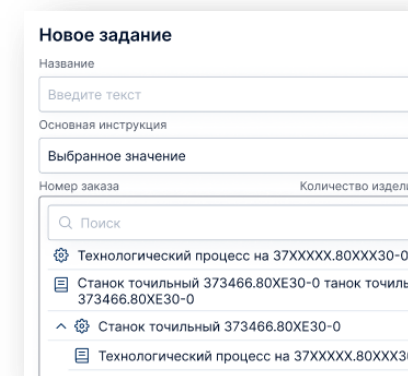 Новое задание
Название
Введите текст
Основная инструкция
Выбранное значение
Номер заказа Количество издели
Поиск
Технологический процесс на 37XXXXX.80XXX30-0
Станок точильный 373466.80XE30-0 танок точиль
373466.80XE30-0
Станок точильный 373466.80XE30-0
Технологический процесс на 37XXXXX.80XXX3